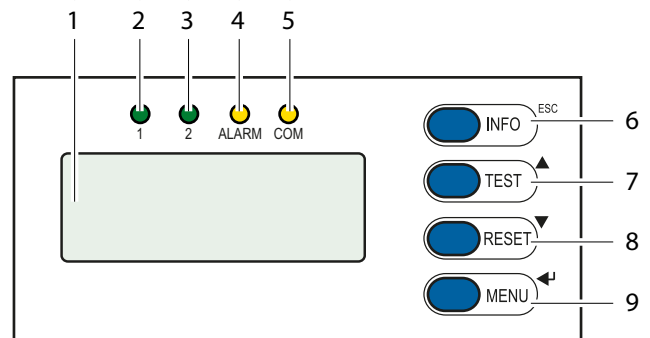 1 2 3 4 5
1 2 ALARM COM
INFO ESC 6
TEST ▲ 7
RESET ▼ 8
MENU ↵ 9